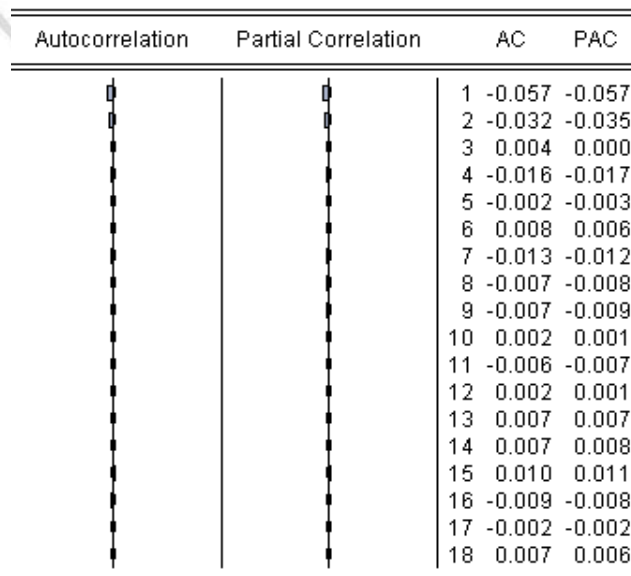 Autocorrelation Partial Correlation AC PAC
1 -0.057 -0.057
2 -0.032 -0.035
3 0.004 0.000
4 -0.016 -0.017
5 -0.002 -0.003
6 0.008 0.006
7 -0.013 -0.012
8 -0.007 -0.008
9 -0.007 -0.009
10 0.002 0.001
11 -0.006 -0.007
12 0.002 0.001
13 0.007 0.007
14 0.007 0.008
15 0.010 0.011
16 -0.009 -0.008
17 -0.002 -0.002
18 0.007 0.006